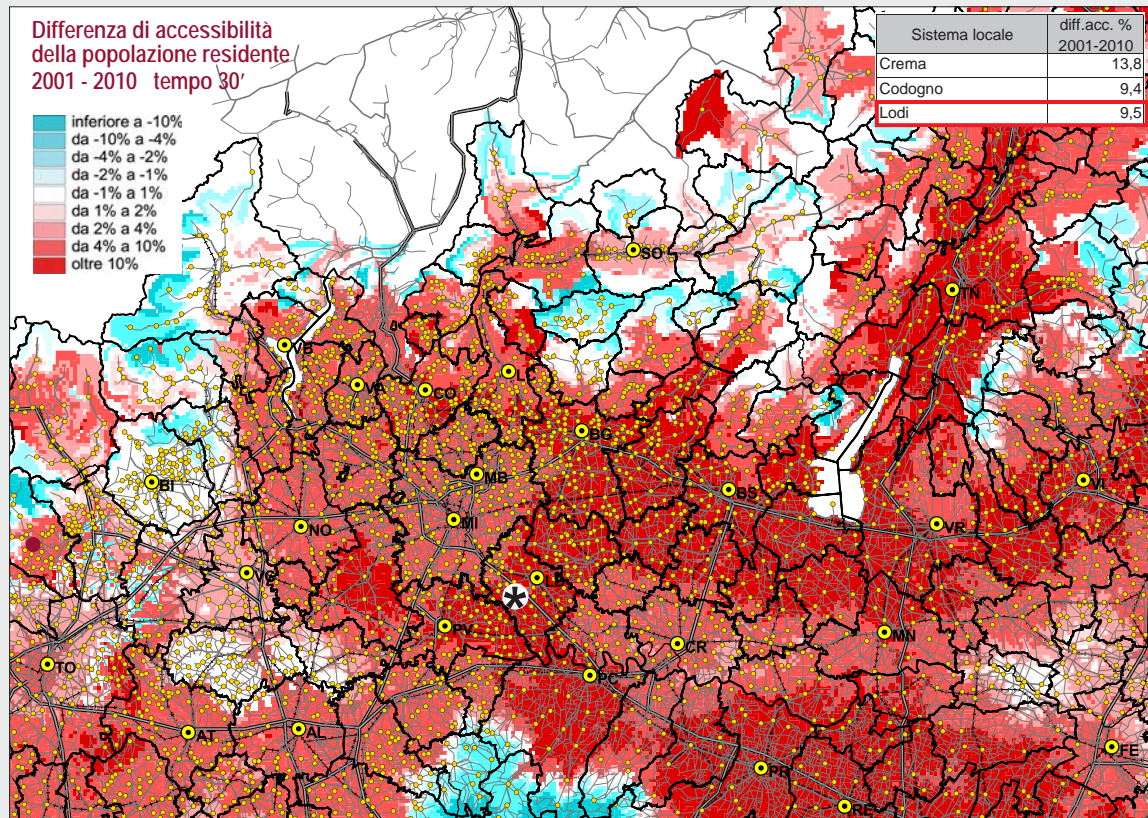 Differenza di accessibilità
della popolazione residente
2001 - 2010 tempo 30'
Sistema locale diff.acc. %
2001-2010
Crema 13,8
Codogno 9,4
Lodi 9,5
inferiore a -10%
da -10% a -4%
da -4% a -2%
da -2% a -1%
da -1% a 1%
da 1% a 2%
da 2% a 4%
da 4% a 10%
oltre 10%
SO
TN
VA
CO
BG
MB
BI
BS
VI
NO
MI
VR
PV
MN
CR
TO
AT
AL
FE
PR
RE